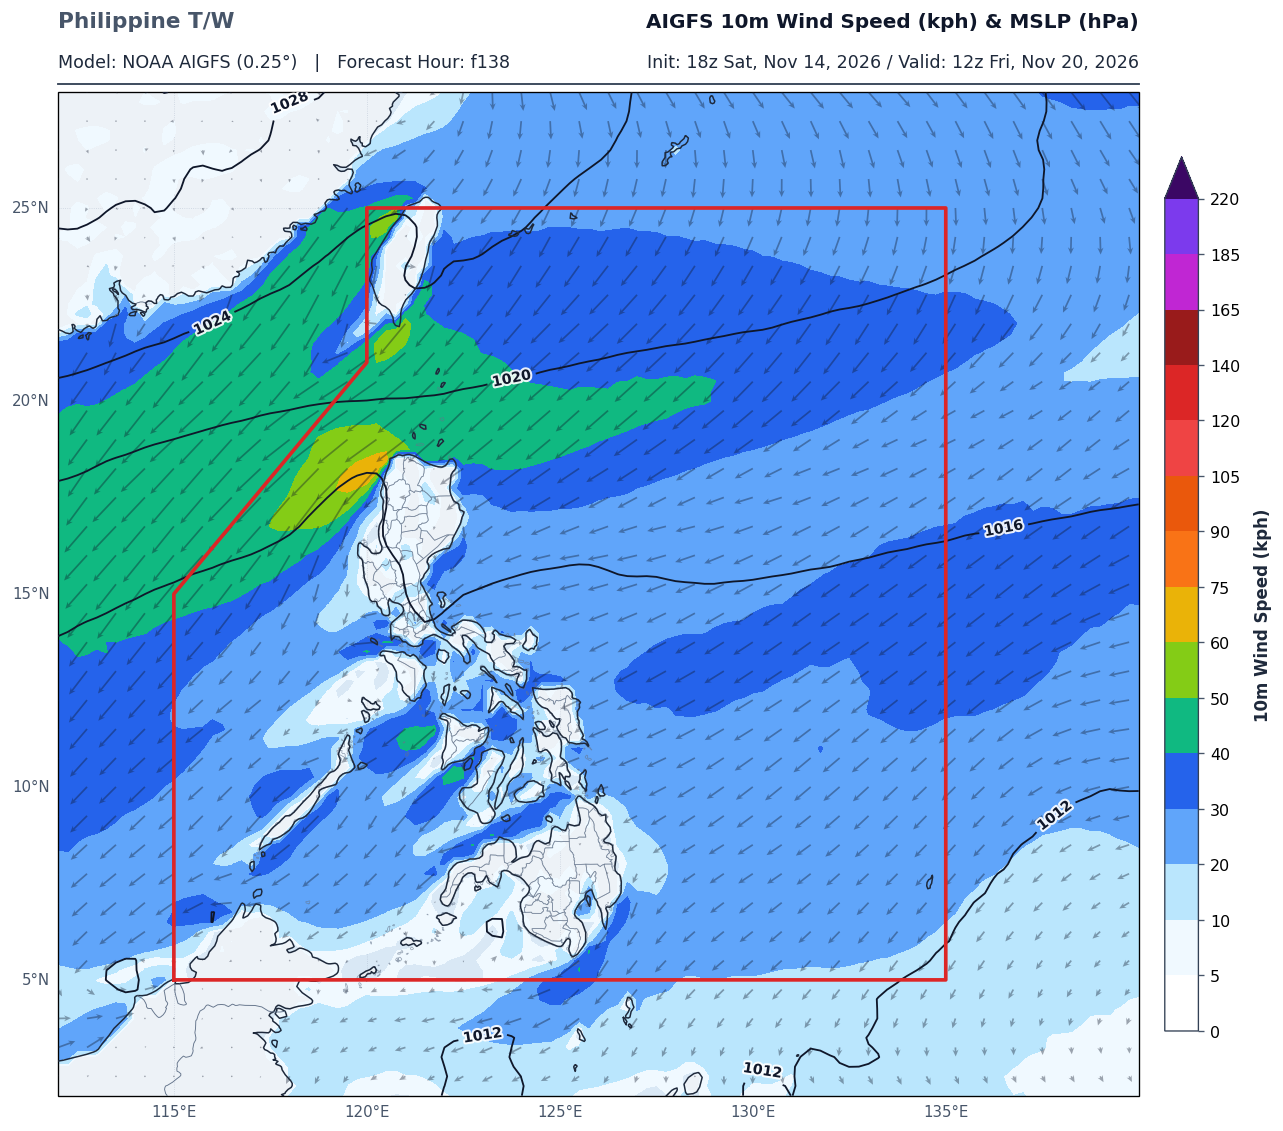 Philippine T/W
AIGFS 10m Wind Speed (kph) & MSLP (hPa)
Model: NOAA AIGFS (0.25°) | Forecast Hour: f138
Init: 18z Sat, Nov 14, 2026 / Valid: 12z Fri, Nov 20, 2026
1028
1024
1020
1016
1012
1012
1012
25°N
20°N
15°N
10°N
5°N
115°E
120°E
125°E
130°E
135°E
220
185
165
140
120
105
90
75
60
50
40
30
20
10
5
0
10m Wind Speed (kph)